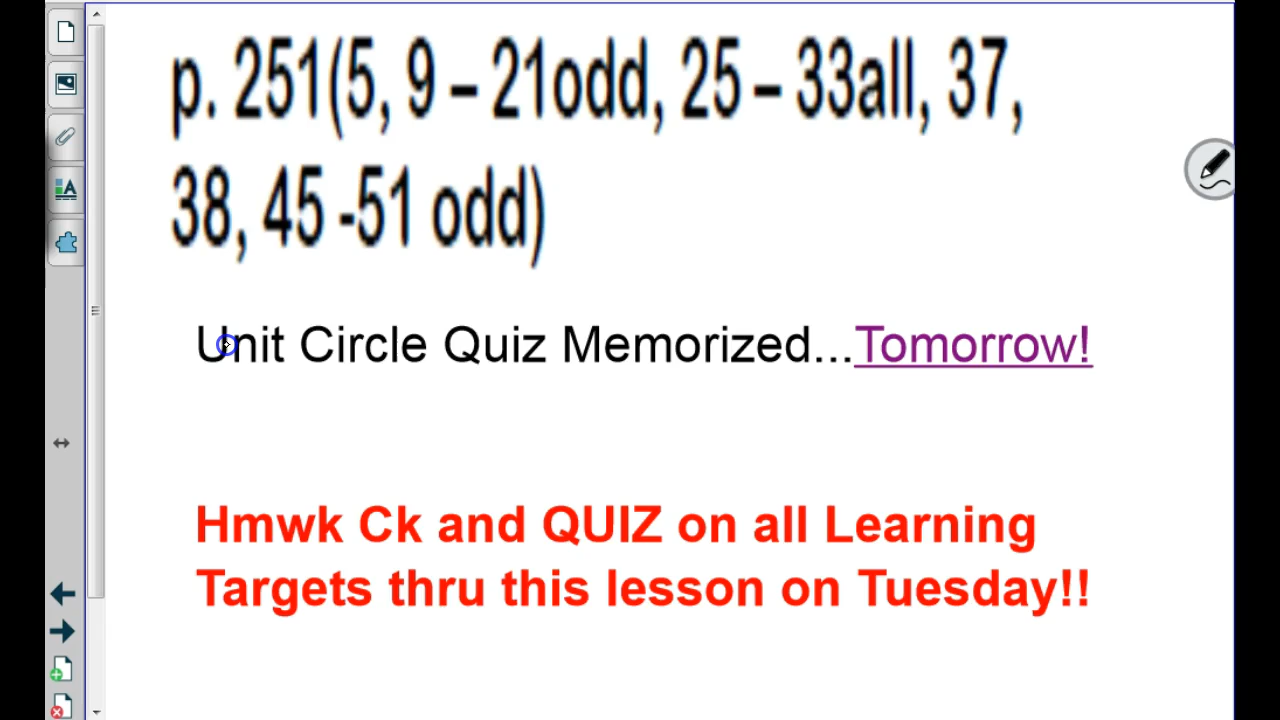 p. 251(5, 9 – 21odd, 25 – 33all, 37,
38, 45 -51 odd)
Unit Circle Quiz Memorized...Tomorrow!
Hmwk Ck and QUIZ on all Learning
Targets thru this lesson on Tuesday!!